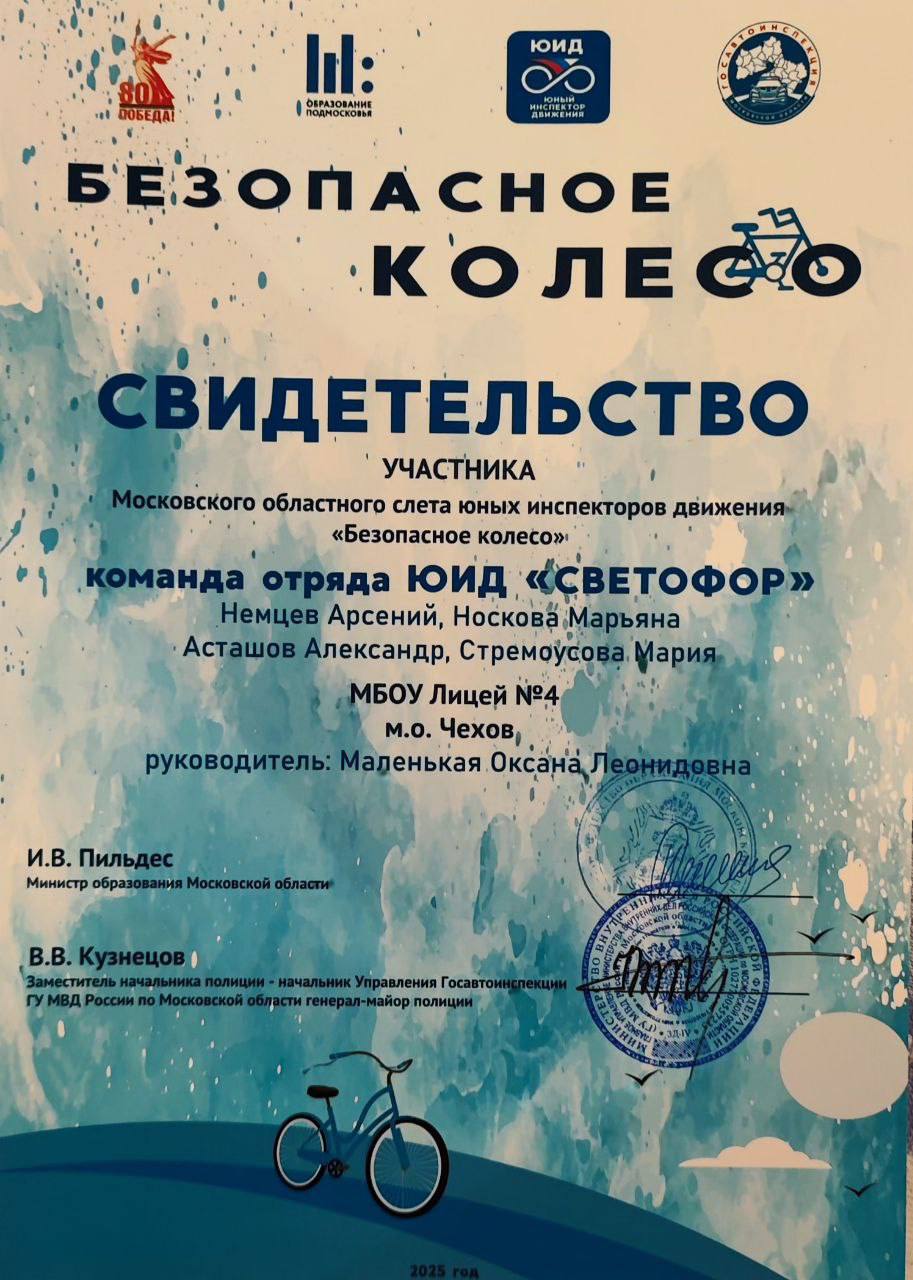 80
ПОБЕДА!
ОБРАЗОВАНИЕ
ПОДМОСКОВЬЯ
ЮИД
ЮНЫЙ
ИНСПЕКТОР
ДВИЖЕНИЯ
ГОСАВТОИНСПЕКЦИЯ
МОСКОВСКОЙ ОБЛАСТИ
БЕЗОПАСНОЕ
КОЛЕСО
СВИДЕТЕЛЬСТВО
УЧАСТНИКА
Московского областного слета юных инспекторов движения
«Безопасное колесо»
команда отряда ЮИД «СВЕТОФОР»
Немцев Арсений, Носкова Марьяна
Асташов Александр, Стремоусова Мария
МБОУ Лицей №4
м.о. Чехов
руководитель: Маленькая Оксана Леонидовна
И.В. Пильдес
Министр образования Московской области
В.В. Кузнецов
Заместитель начальника полиции - начальник Управления Госавтоинспекции
ГУ МВД России по Московской области генерал-майор полиции
2025 год